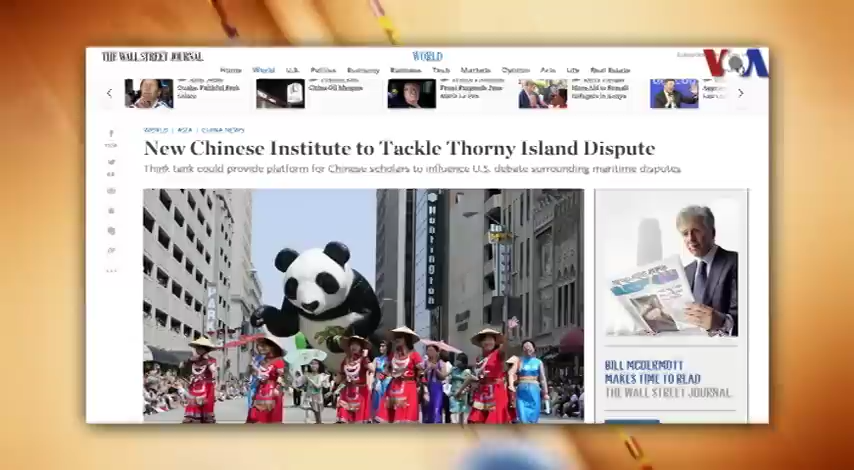 THE WALL STREET JOURNAL
WORLD
VOA
Home World U.S. Politics Economy Business Tech Markets Opinion Arts Life Real Estate
WORLD | ASIA | CHINA NEWS
New Chinese Institute to Tackle Thorny Island Dispute
Think tank could provide platform for Chinese scholars to influence U.S. debate surrounding maritime disputes
Huntington
PARK
BILL MCDERMOTT
MAKES TIME TO READ
THE WALL STREET JOURNAL